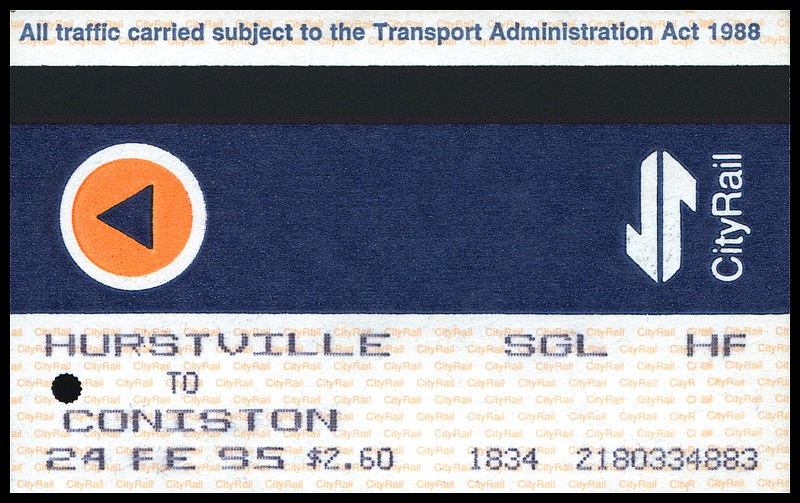 All traffic carried subject to the Transport Administration Act 1988
CityRail
HURSTVILLE SGL HF
TO
CONISTON
24 FE 95 $2.60 1834 2180334883